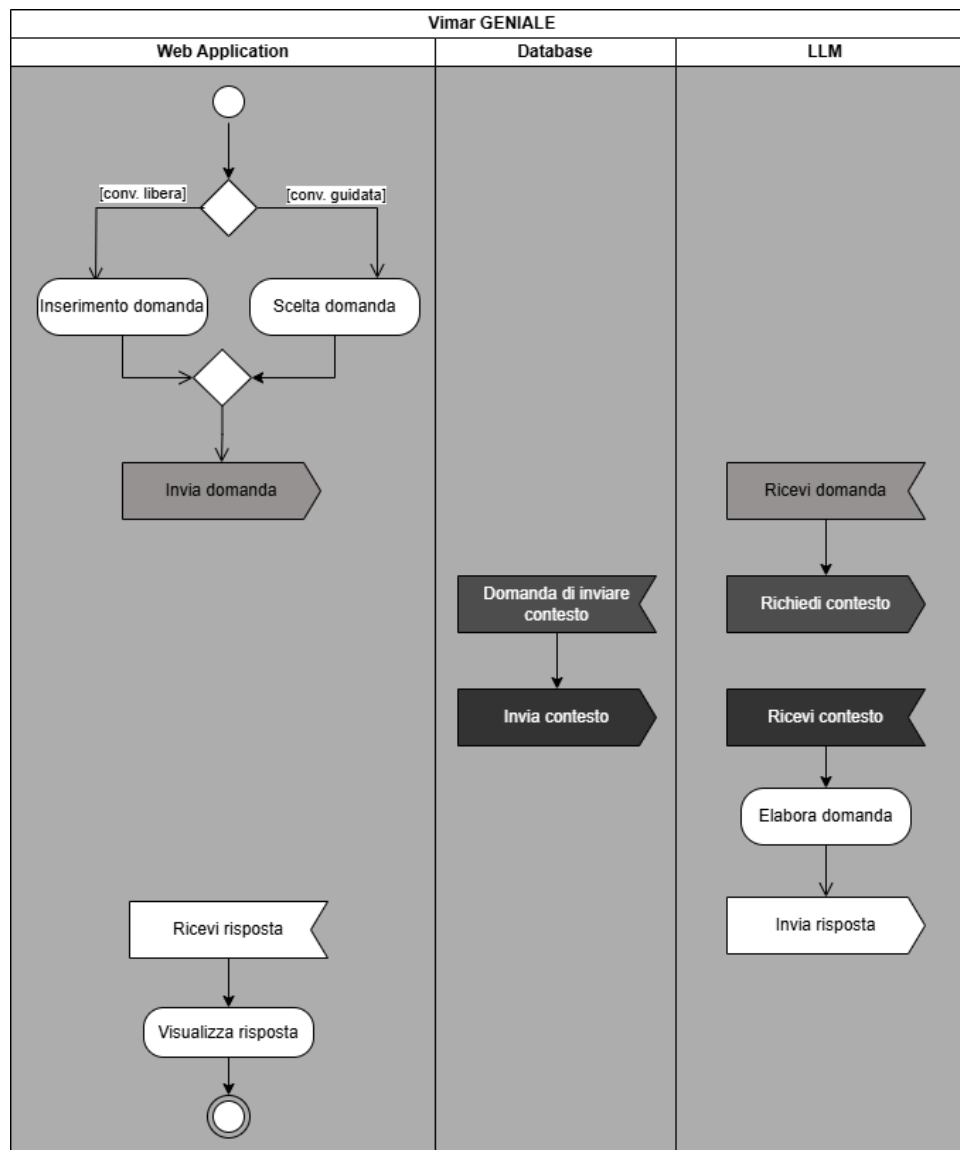 Vimar GENIALE
Web Application
Database
LLM
[conv. libera]
[conv. guidata]
Inserimento domanda
Scelta domanda
Invia domanda
Ricevi domanda
Domanda di inviare
contesto
Richiedi contesto
Invia contesto
Ricevi contesto
Elabora domanda
Ricevi risposta
Invia risposta
Visualizza risposta